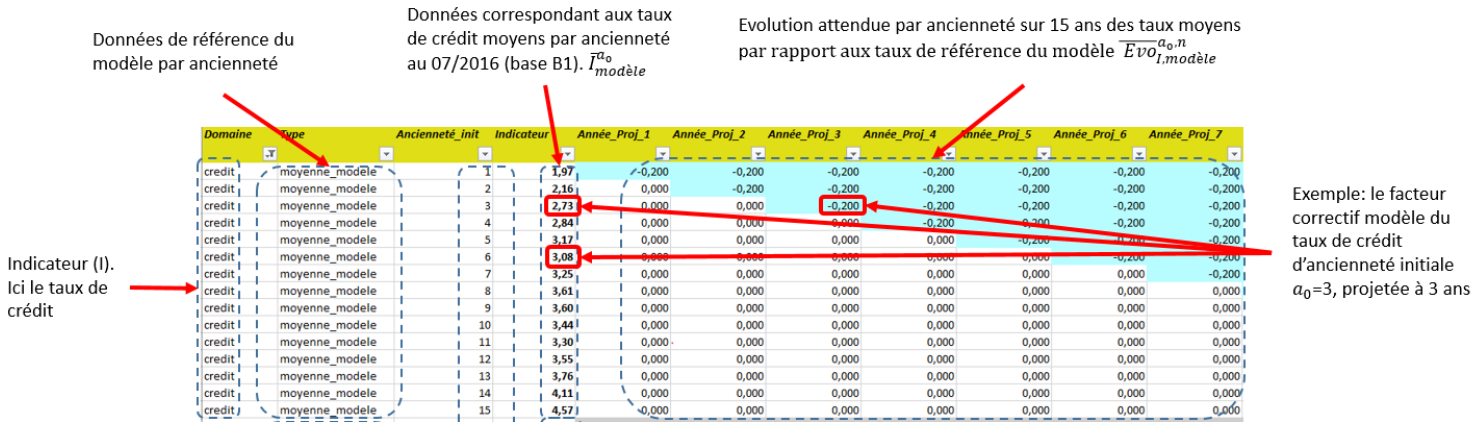 Données de référence du
modèle par ancienneté
Données correspondant aux taux
de crédit moyens par ancienneté
au 07/2016 (base B1). Ī^{a₀}_{modèle}
Evolution attendue par ancienneté sur 15 ans des taux moyens
par rapport aux taux de référence du modèle \overline{Evo}^{a₀,n}_{I,modèle}
Indicateur (I).
Ici le taux de
crédit
Domaine Type Ancienneté_init Indicateur Année_Proj_1 Année_Proj_2 Année_Proj_3 Année_Proj_4 Année_Proj_5 Année_Proj_6 Année_Proj_7
credit moyenne_modele 1 1,97 -0,200 -0,200 -0,200 -0,200 -0,200 -0,200 -0,200
credit moyenne_modele 2 2,16 0,000 -0,200 -0,200 -0,200 -0,200 -0,200 -0,200
credit moyenne_modele 3 2,73 0,000 0,000 -0,200 -0,200 -0,200 -0,200 -0,200
credit moyenne_modele 4 2,84 0,000 0,000 0,000 -0,200 -0,200 -0,200 -0,200
credit moyenne_modele 5 3,17 0,000 0,000 0,000 0,000 -0,200 -0,200 -0,200
credit moyenne_modele 6 3,08 0,000 0,000 0,000 0,000 0,000 -0,200 -0,200
credit moyenne_modele 7 3,25 0,000 0,000 0,000 0,000 0,000 0,000 -0,200
credit moyenne_modele 8 3,61 0,000 0,000 0,000 0,000 0,000 0,000 0,000
credit moyenne_modele 9 3,60 0,000 0,000 0,000 0,000 0,000 0,000 0,000
credit moyenne_modele 10 3,44 0,000 0,000 0,000 0,000 0,000 0,000 0,000
credit moyenne_modele 11 3,30 0,000 0,000 0,000 0,000 0,000 0,000 0,000
credit moyenne_modele 12 3,55 0,000 0,000 0,000 0,000 0,000 0,000 0,000
credit moyenne_modele 13 3,76 0,000 0,000 0,000 0,000 0,000 0,000 0,000
credit moyenne_modele 14 4,11 0,000 0,000 0,000 0,000 0,000 0,000 0,000
credit moyenne_modele 15 4,57 0,000 0,000 0,000 0,000 0,000 0,000 0,000
Exemple: le facteur
correctif modèle du
taux de crédit
d’ancienneté initiale
a₀=3, projetée à 3 ans